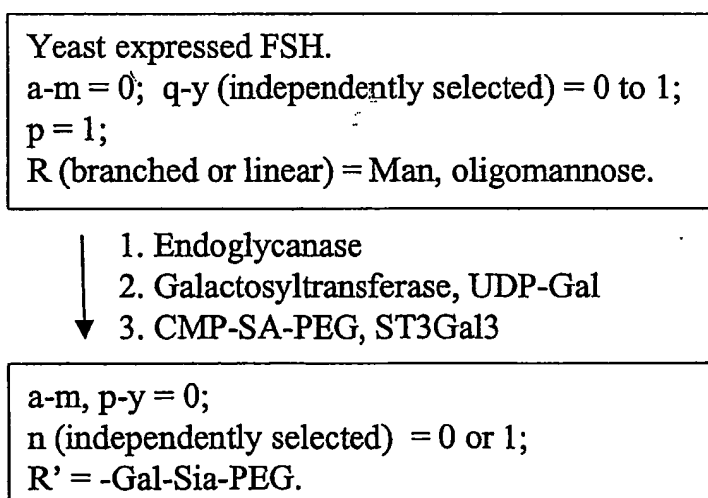 Yeast expressed FSH.
a-m = 0; q-y (independently selected) = 0 to 1;
p = 1;
R (branched or linear) = Man, oligomannose.
1. Endoglycanase
2. Galactosyltransferase, UDP-Gal
3. CMP-SA-PEG, ST3Gal3
a-m, p-y = 0;
n (independently selected) = 0 or 1;
R' = -Gal-Sia-PEG.